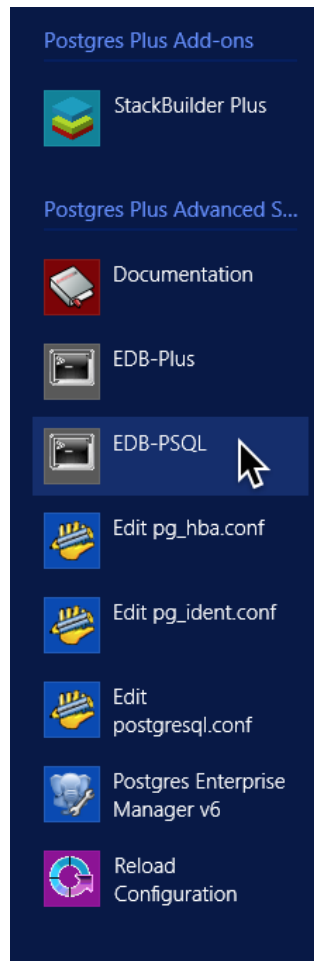 Postgres Plus Add-ons
StackBuilder Plus
Postgres Plus Advanced S...
Documentation
EDB-Plus
EDB-PSQL
Edit pg_hba.conf
Edit pg_ident.conf
Edit
postgresql.conf
Postgres Enterprise
Manager v6
Reload
Configuration